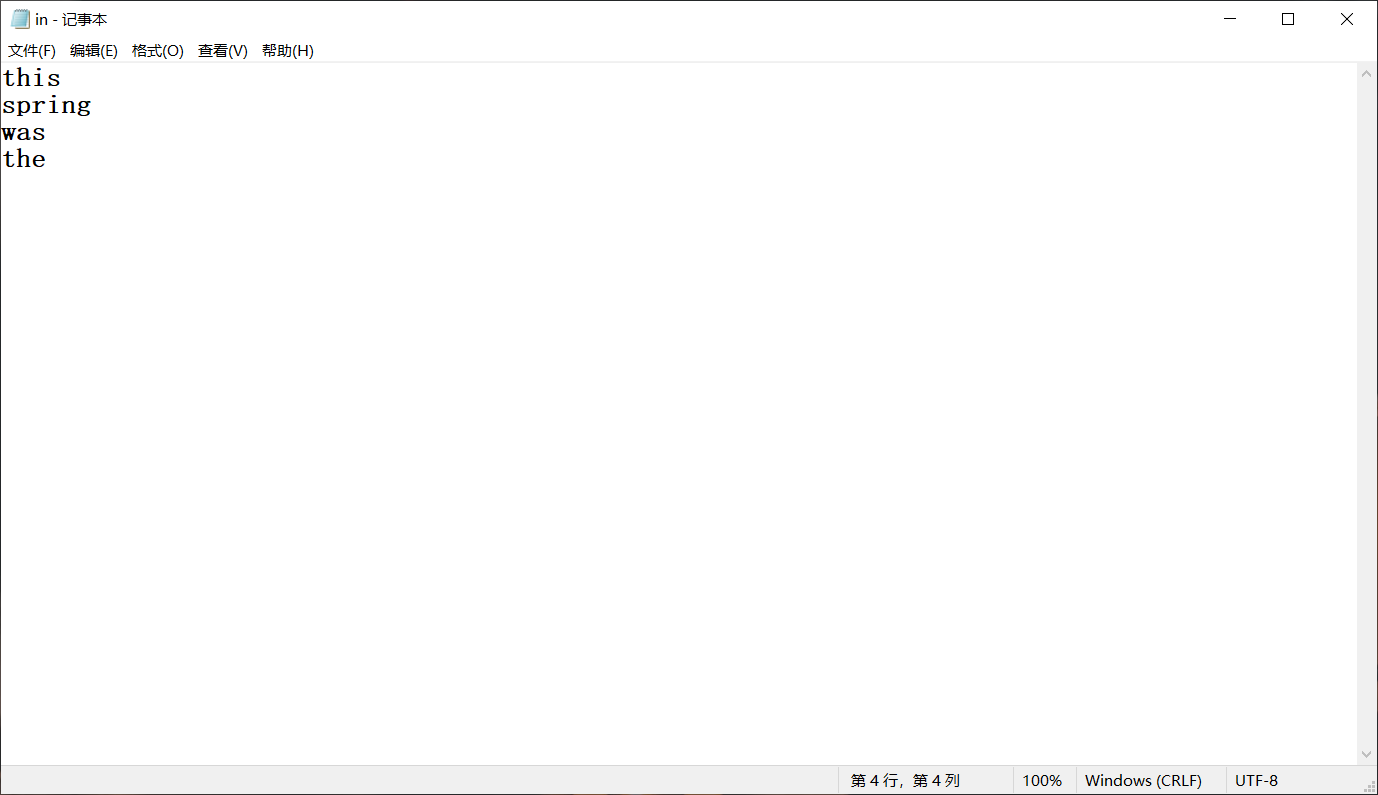 in - 记事本
文件(F) 编辑(E) 格式(O) 查看(V) 帮助(H)
this
spring
was
the
第 4 行，第 4 列 100% Windows (CRLF) UTF-8